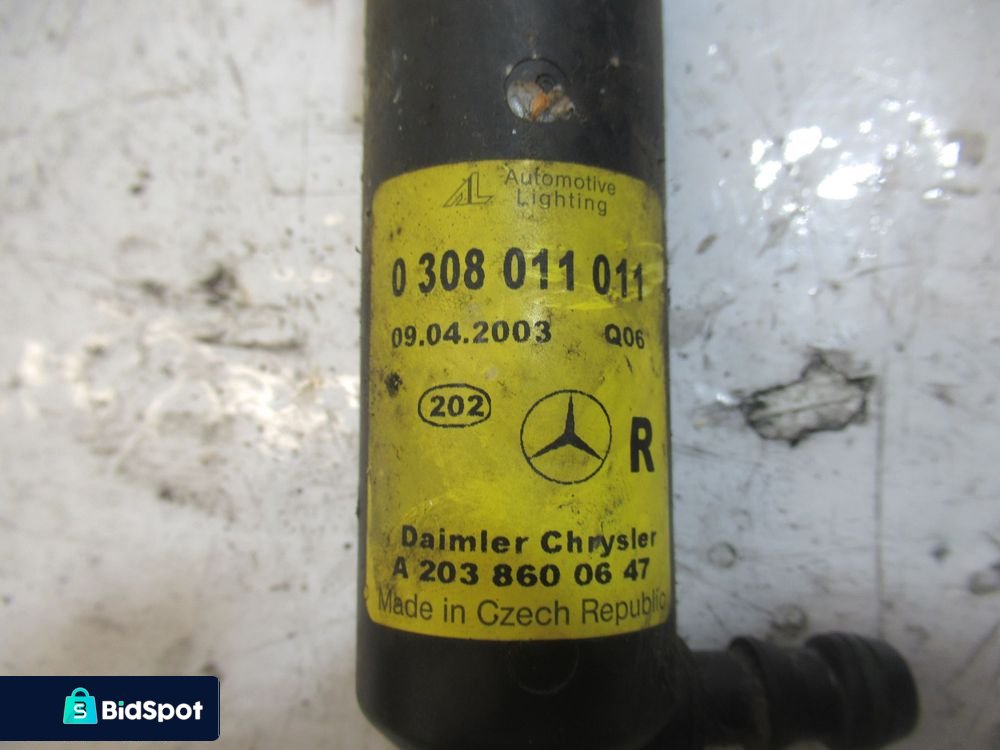 AL Automotive
Lighting
0 308 011 011
09.04.2003 Q06
202
R
Daimler Chrysler
A 203 860 06 47
Made in Czech Republic
BidSpot